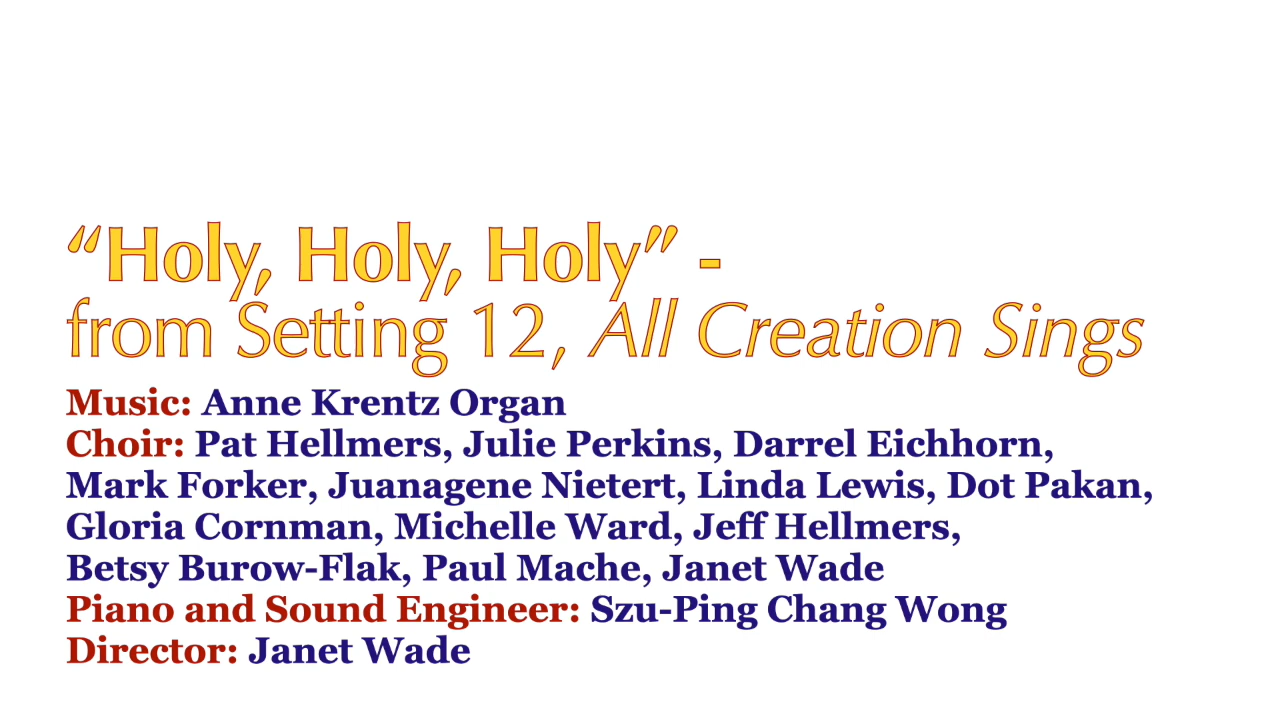 “Holy, Holy, Holy” -
from Setting 12, All Creation Sings
Music: Anne Krentz Organ
Choir: Pat Hellmers, Julie Perkins, Darrel Eichhorn,
Mark Forker, Juanagene Nietert, Linda Lewis, Dot Pakan,
Gloria Cornman, Michelle Ward, Jeff Hellmers,
Betsy Burow-Flak, Paul Mache, Janet Wade
Piano and Sound Engineer: Szu-Ping Chang Wong
Director: Janet Wade